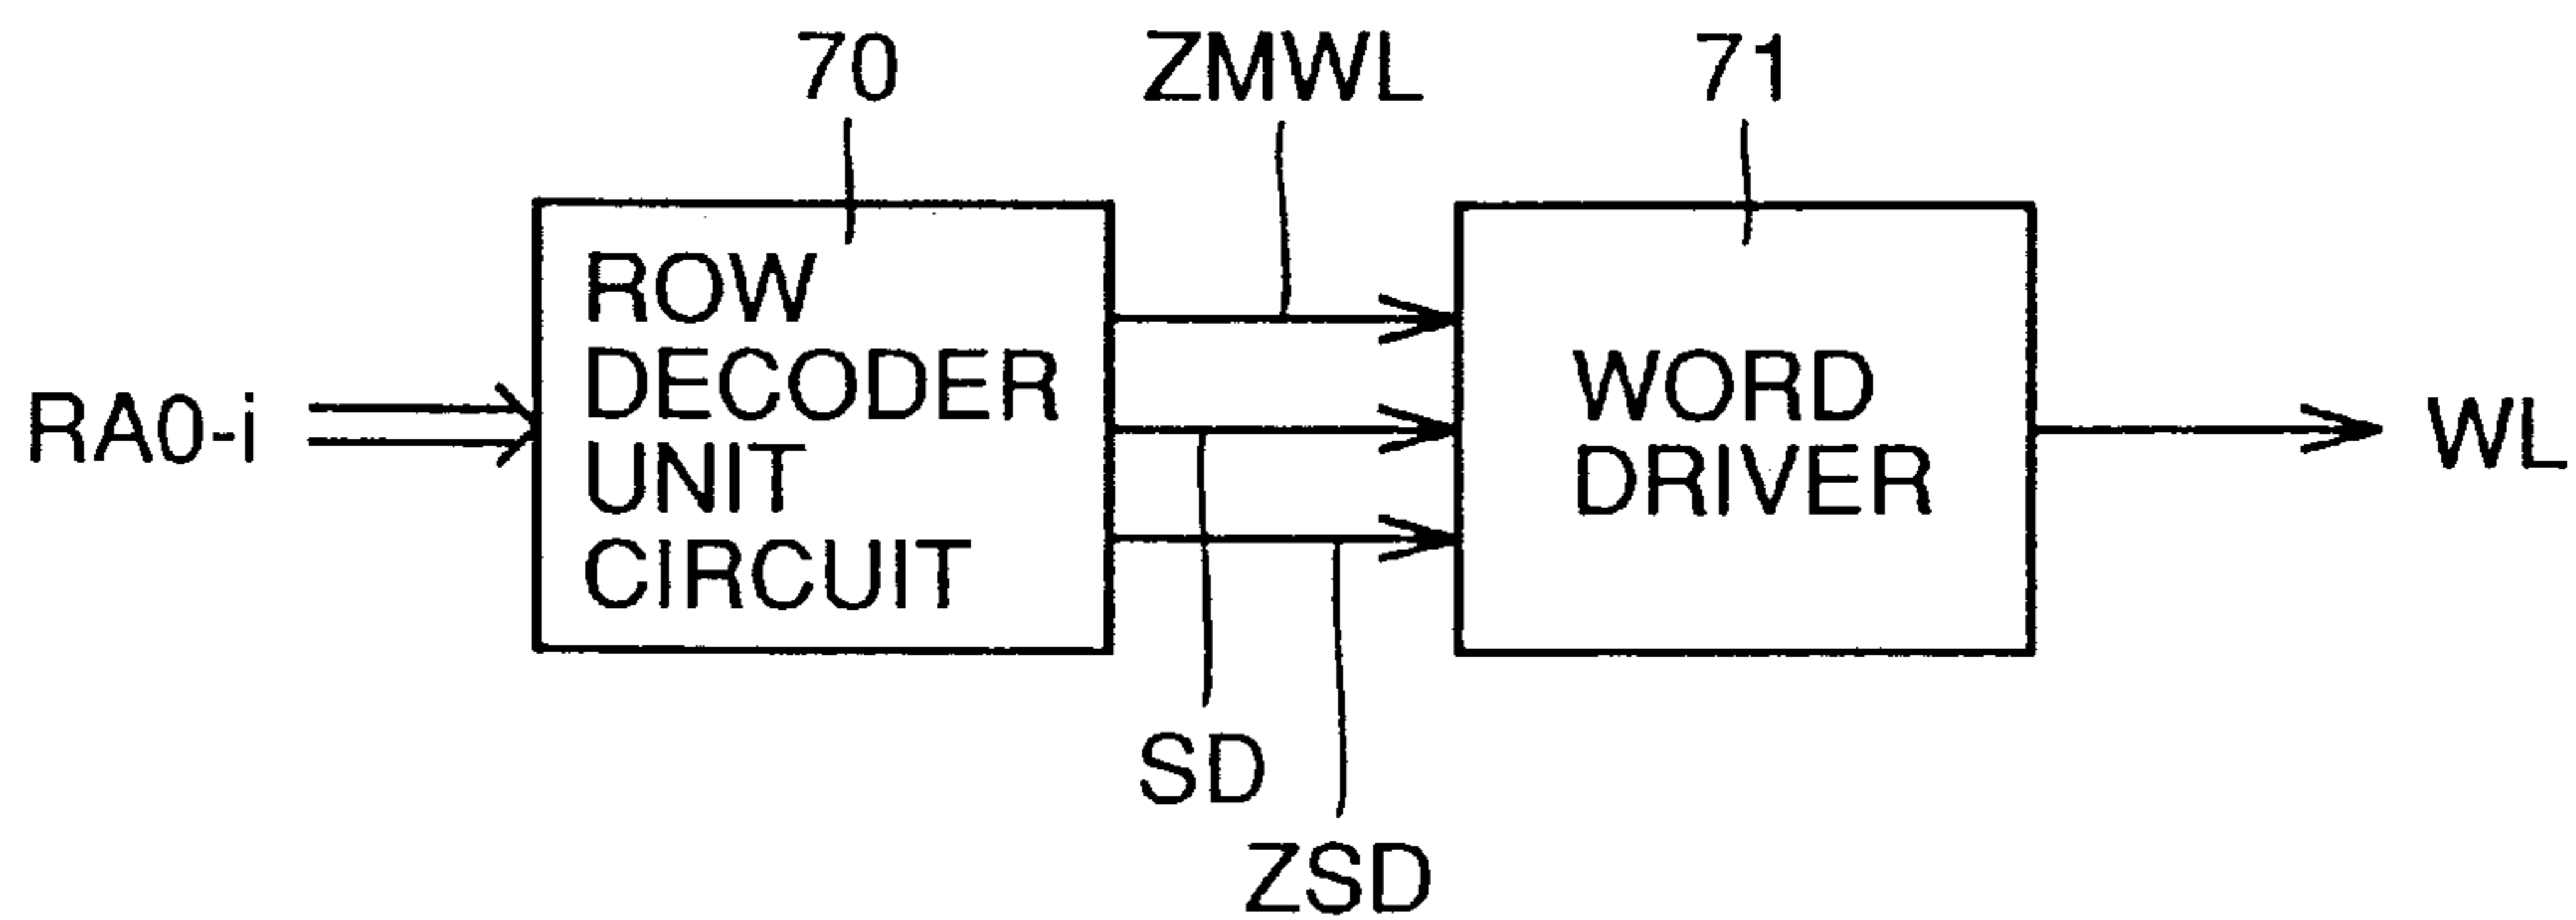 70
ZMWL
71
RA0-i
ROW
DECODER
UNIT
CIRCUIT
WORD
DRIVER
WL
SD
ZSD